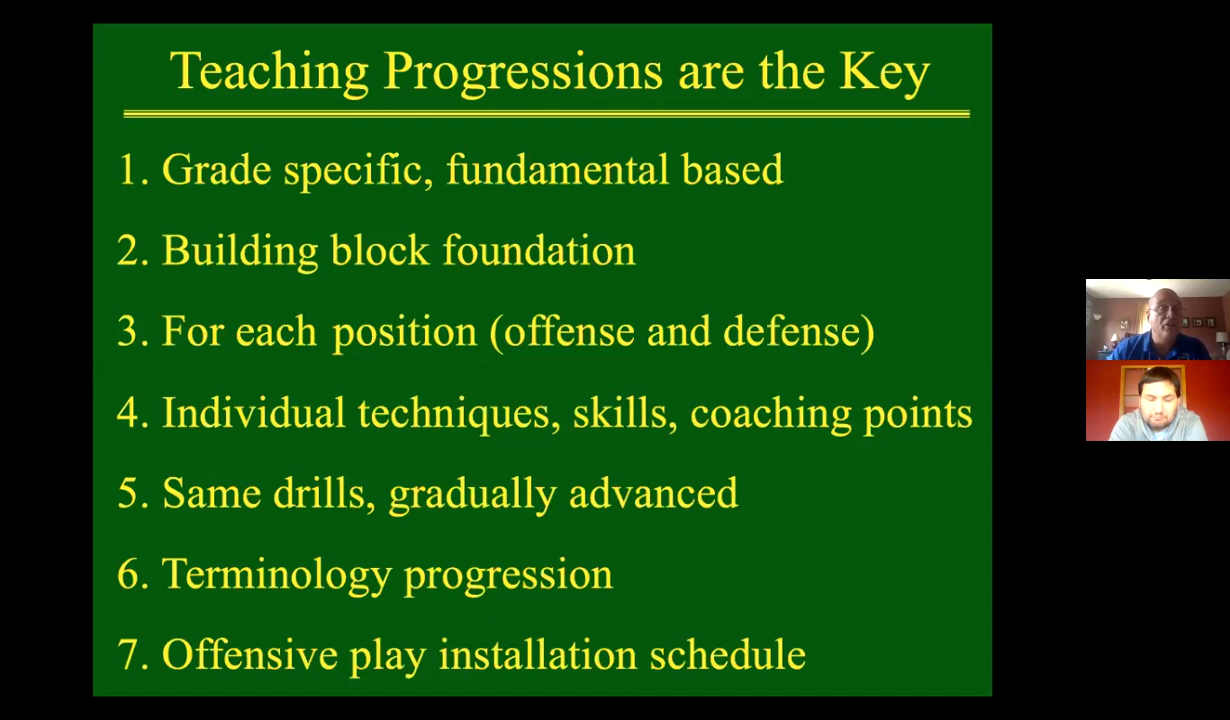 Teaching Progressions are the Key
1. Grade specific, fundamental based
2. Building block foundation
3. For each position (offense and defense)
4. Individual techniques, skills, coaching points
5. Same drills, gradually advanced
6. Terminology progression
7. Offensive play installation schedule